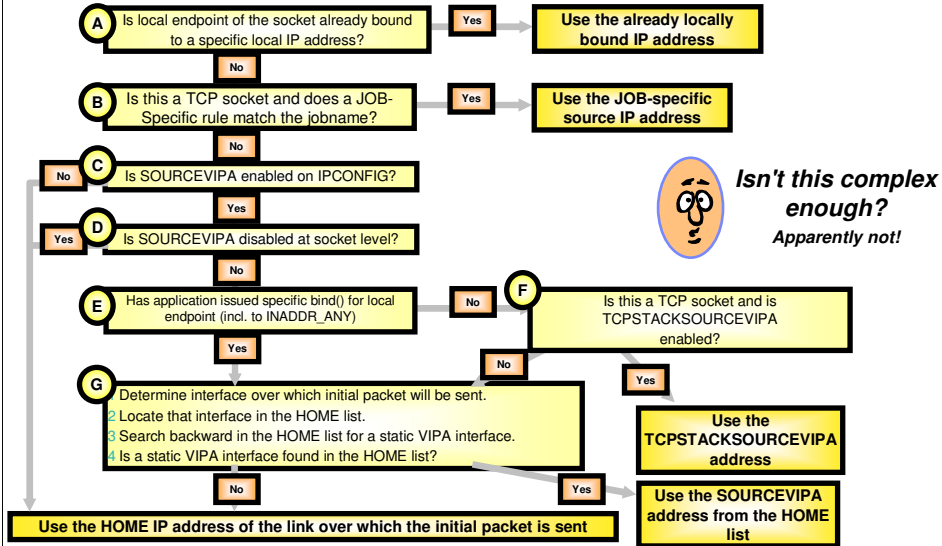 A
Is local endpoint of the socket already bound
to a specific local IP address?
Yes
Use the already locally
bound IP address
No
B
Is this a TCP socket and does a JOB-
Specific rule match the jobname?
Yes
Use the JOB-specific
source IP address
No
C
No
Is SOURCEVIPA enabled on IPCONFIG?
Isn't this complex
enough?
Apparently not!
Yes
D
Yes
Is SOURCEVIPA disabled at socket level?
No
E
Has application issued specific bind() for local
endpoint (incl. to INADDR_ANY)
No
F
Is this a TCP socket and is
TCPSTACKSOURCEVIPA
enabled?
Yes
No
Yes
G
Determine interface over which initial packet will be sent.
2 Locate that interface in the HOME list.
3 Search backward in the HOME list for a static VIPA interface.
4 Is a static VIPA interface found in the HOME list?
Use the
TCPSTACKSOURCEVIPA
address
No
Yes
Use the SOURCEVIPA
address from the HOME
list
Use the HOME IP address of the link over which the initial packet is sent